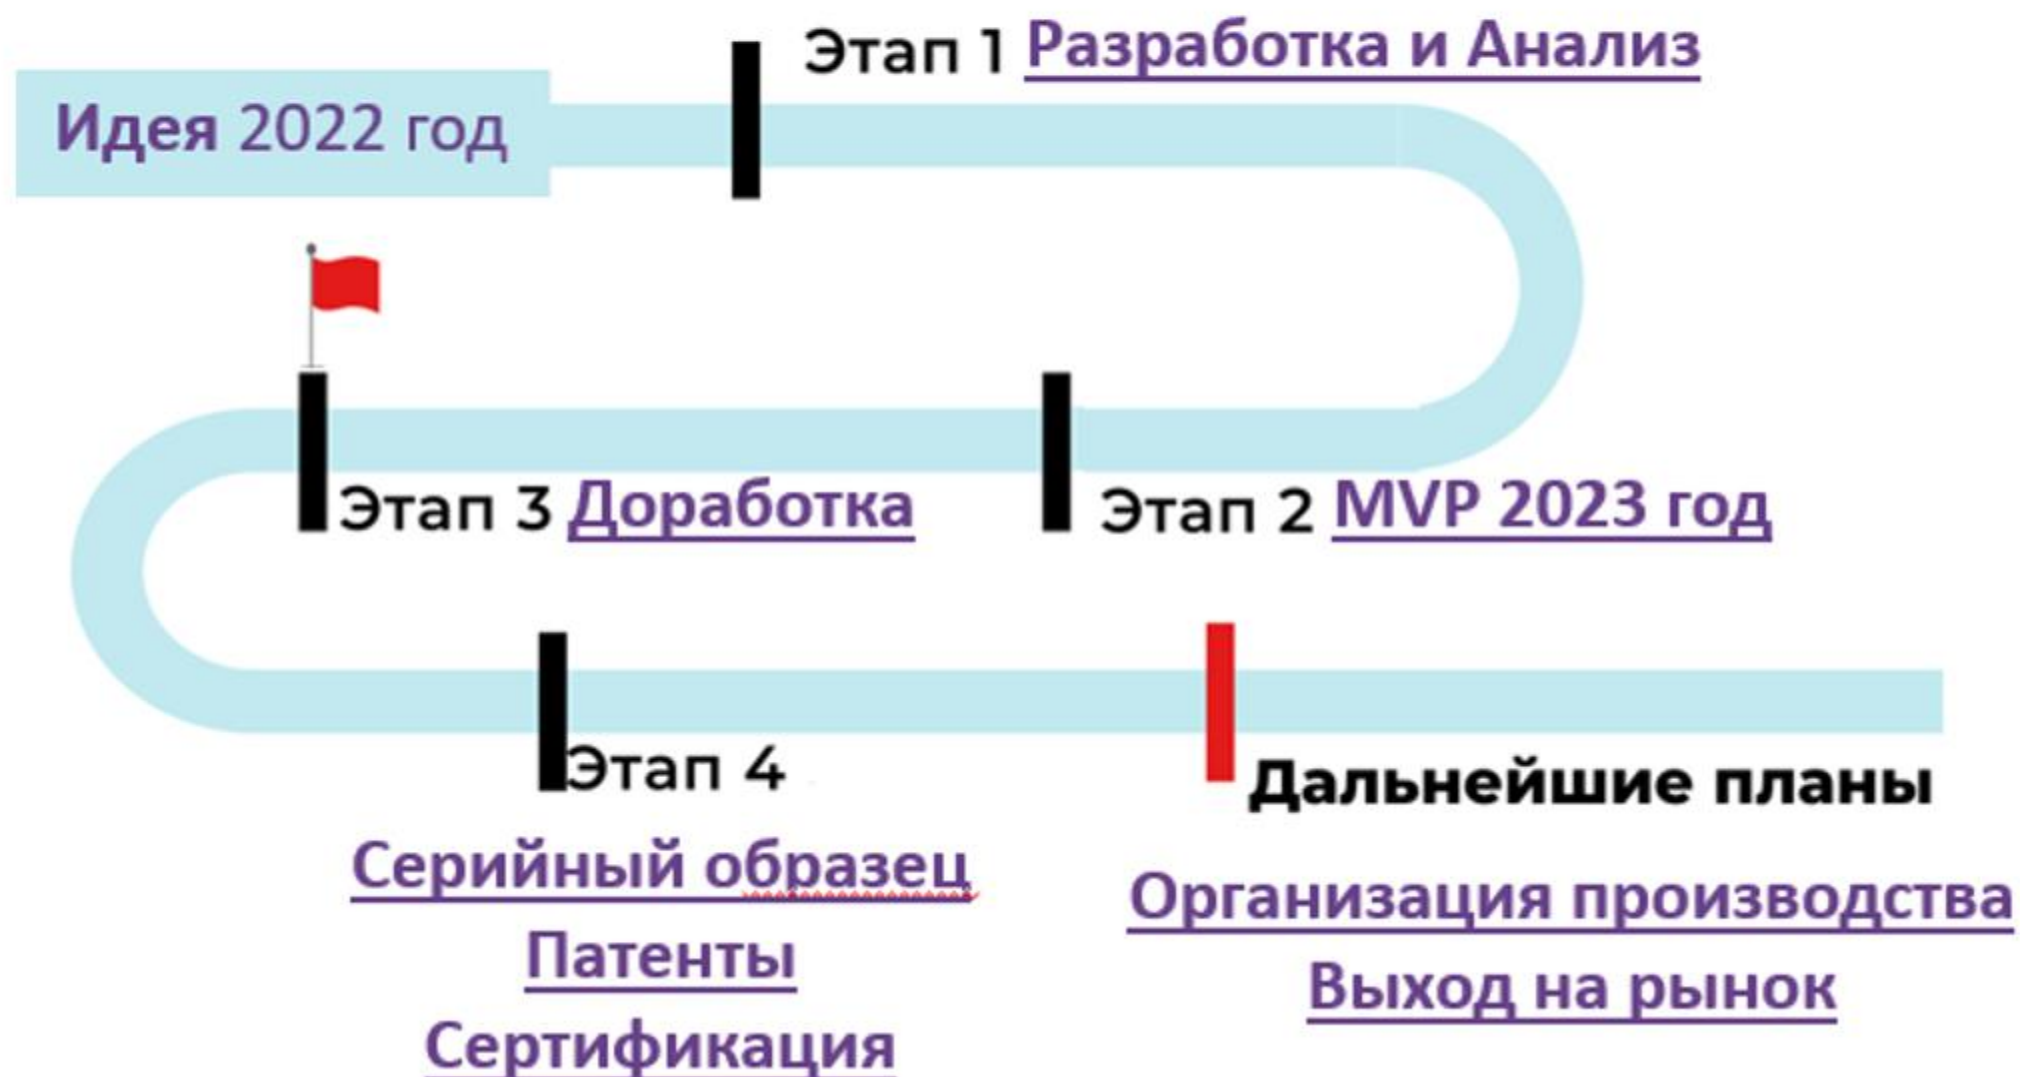 Этап 1 Разработка и Анализ
Идея 2022 год
Этап 3 Доработка
Этап 2 MVP 2023 год
Этап 4
Дальнейшие планы
Серийный образец
Патенты
Сертификация
Организация производства
Выход на рынок